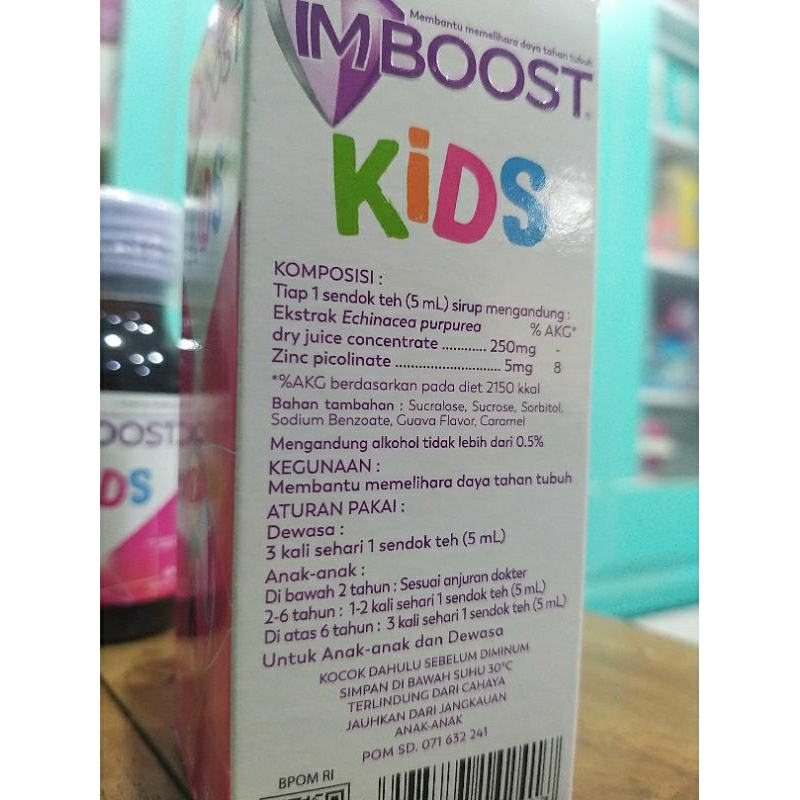 Membantu memelihara daya tahan tubuh
IMBOOST
KiDS
KOMPOSISI :
Tiap 1 sendok teh (5 mL) sirup mengandung :
% AKG*
Ekstrak Echinacea purpurea
dry juice concentrate ............ 250mg -
Zinc picolinate ............................. 5mg 8
*%AKG berdasarkan pada diet 2150 kkal
Bahan tambahan : Sucralose, Sucrose, Sorbitol,
Sodium Benzoate, Guava Flavor, Caramel
Mengandung alkohol tidak lebih dari 0.5%
KEGUNAAN :
Membantu memelihara daya tahan tubuh
ATURAN PAKAI :
Dewasa :
3 kali sehari 1 sendok teh (5 mL)
Anak-anak :
Di bawah 2 tahun : Sesuai anjuran dokter
2-6 tahun : 1-2 kali sehari 1 sendok teh (5 mL)
Di atas 6 tahun : 3 kali sehari 1 sendok teh (5 mL)
Untuk Anak-anak dan Dewasa
KOCOK DAHULU SEBELUM DIMINUM
SIMPAN DI BAWAH SUHU 30°C
TERLINDUNG DARI CAHAYA
JAUHKAN DARI JANGKAUAN
ANAK-ANAK
POM SD. 071 632 241
BPOM RI